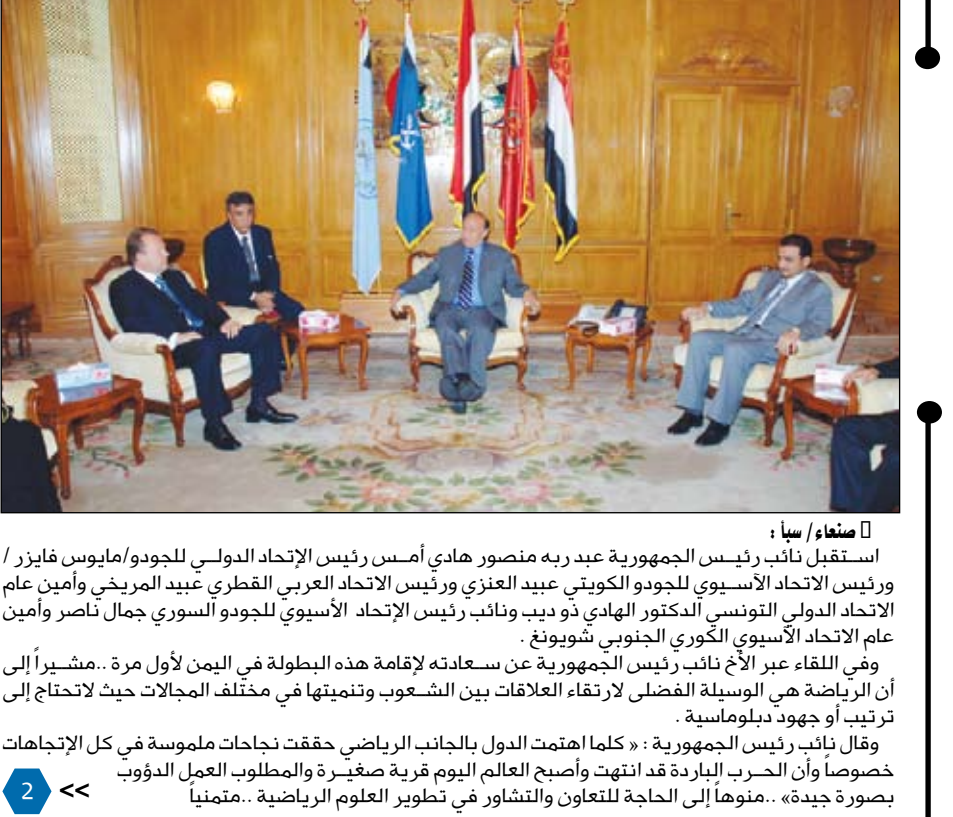 صنعاء/ سبأ :
استقبل نائب رئيس الجمهورية عبد ربه منصور هادي أمس رئيس الإتحاد الدولي للجودو/مايوس فايزر /
ورئيس الاتحاد الآسيوي للجودو الكويتي عبيد العنزي ورئيس الاتحاد العربي القطري عبيد المريخي وأمين عام
الاتحاد الدولي التونسي الدكتور الهادي ذو ديب ونائب رئيس الإتحاد الأسيوي للجودو السوري جمال ناصر وأمين
عام الاتحاد الأسيوي الكوري الجنوبي شويونغ .
وفي اللقاء عبر الأخ نائب رئيس الجمهورية عن سعادته لإقامة هذه البطولة في اليمن لأول مرة ..مشيراً إلى
أن الرياضة هي الوسيلة الفضلى لارتقاء العلاقات بين الشعوب وتنميتها في مختلف المجالات حيث لاتحتاج إلى
ترتيب أو جهود دبلوماسية .
وقال نائب رئيس الجمهورية : « كلما اهتمت الدول بالجانب الرياضي حققت نجاحات ملموسة في كل الإتجاهات
خصوصاً وأن الحرب الباردة قد انتهت وأصبح العالم اليوم قرية صغيرة والمطلوب العمل الدؤوب
بصورة جيدة» ..منوهاً إلى الحاجة للتعاون والتشاور في تطوير العلوم الرياضية ..متمنياً
>> 2